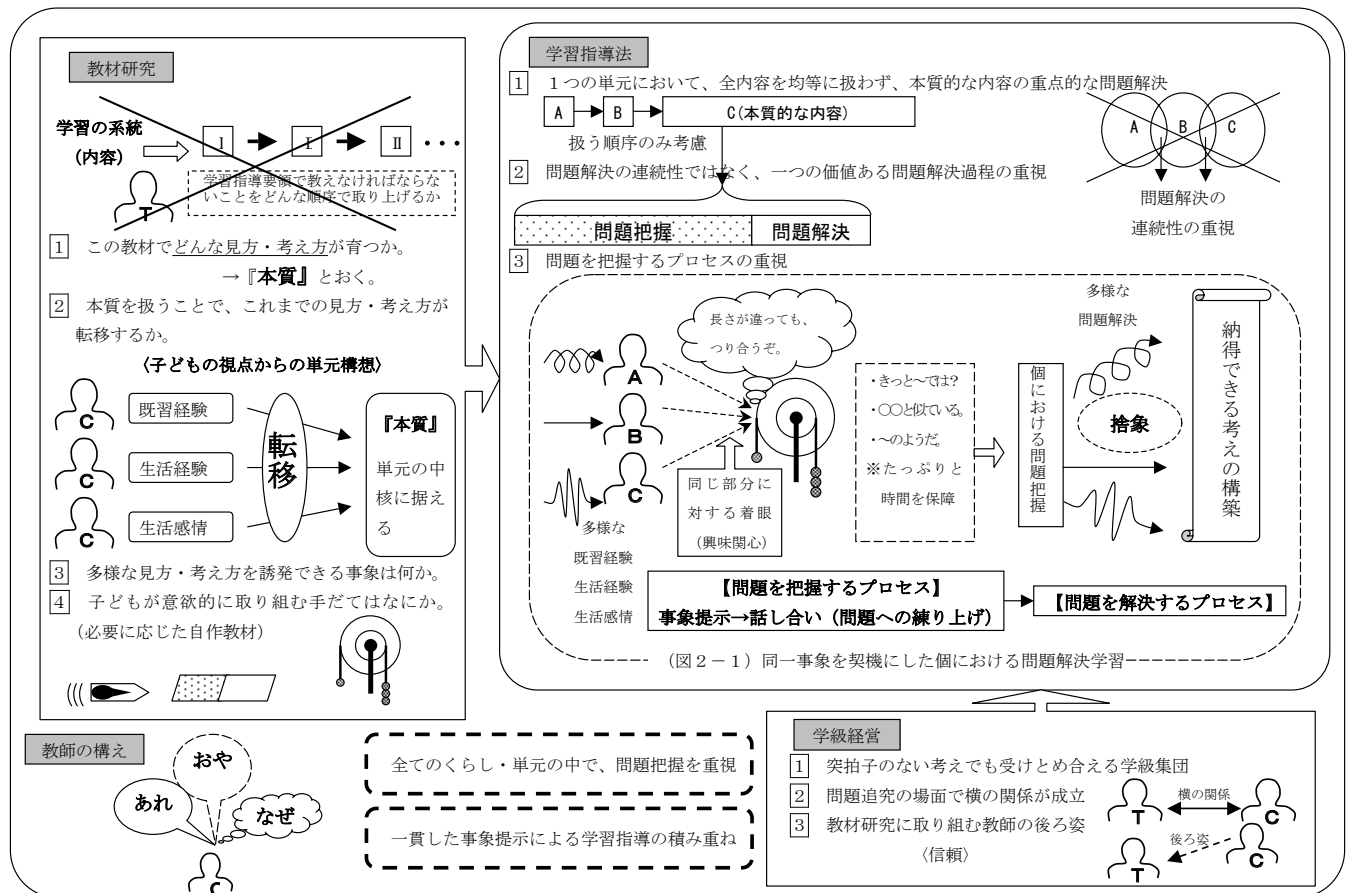 教材研究
学習の系統
(内容)
Ⅰ
Ⅰ
Ⅱ
・・・
T
学習指導要領で教えなければならな
いことをどんな順序で取り上げるか
1 この教材でどんな見方・考え方が育つか。
→『本質』とおく。
2 本質を扱うことで、これまでの見方・考え方が
転移するか。
〈子どもの視点からの単元構想〉
C
既習経験
C
生活経験
C
生活感情
転移
『本質』
単元の中
核に据え
る
3 多様な見方・考え方を誘発できる事象は何か。
4 子どもが意欲的に取り組む手だてはなにか。
(必要に応じた自作教材)
学習指導法
1 1つの単元において、全内容を均等に扱わず、本質的な内容の重点的な問題解決
A
B
C(本質的な内容)
扱う順序のみ考慮
A
B
C
問題解決の
連続性の重視
2 問題解決の連続性ではなく、一つの価値ある問題解決過程の重視
問題把握
問題解決
3 問題を把握するプロセスの重視
長さが違っても、
つり合うぞ。
A
B
C
多様な
既習経験
生活経験
生活感情
同じ部分に
対する着眼
(興味関心)
・きっと～では?
・○○と似ている。
・～のようだ。
※たっぷりと
時間を保障
個における問題把握
多様な
問題解決
捨象
納得できる考えの構築
【問題を把握するプロセス】
事象提示→話し合い(問題への練り上げ)
【問題を解決するプロセス】
(図2-1)同一事象を契機にした個における問題解決学習
教師の構え
おや
あれ
なぜ
C
全てのくらし・単元の中で、問題把握を重視
一貫した事象提示による学習指導の積み重ね
学級経営
1 突拍子のない考えでも受けとめ合える学級集団
2 問題追究の場面で横の関係が成立
3 教材研究に取り組む教師の後ろ姿
〈信頼〉
T
横の関係
C
後ろ姿
C
T